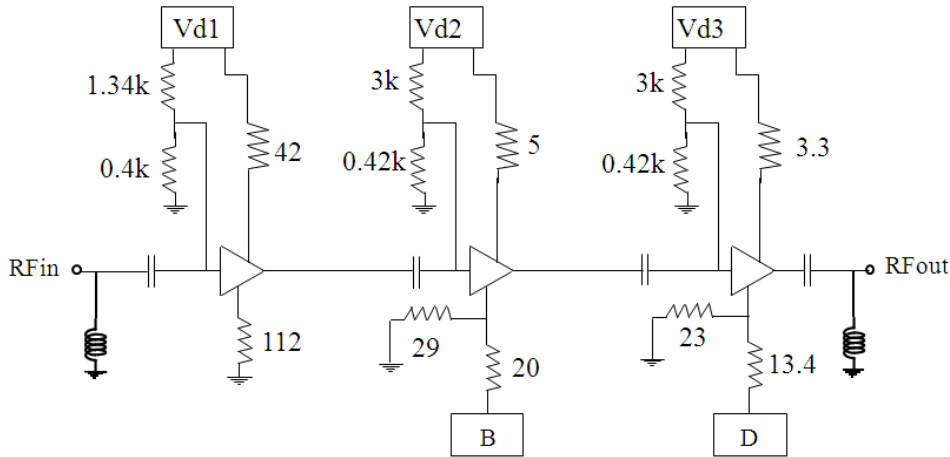 Vd1
Vd2
Vd3
1.34k
3k
3k
42
5
3.3
0.4k
0.42k
0.42k
RFin
RFout
112
29
20
23
13.4
B
D